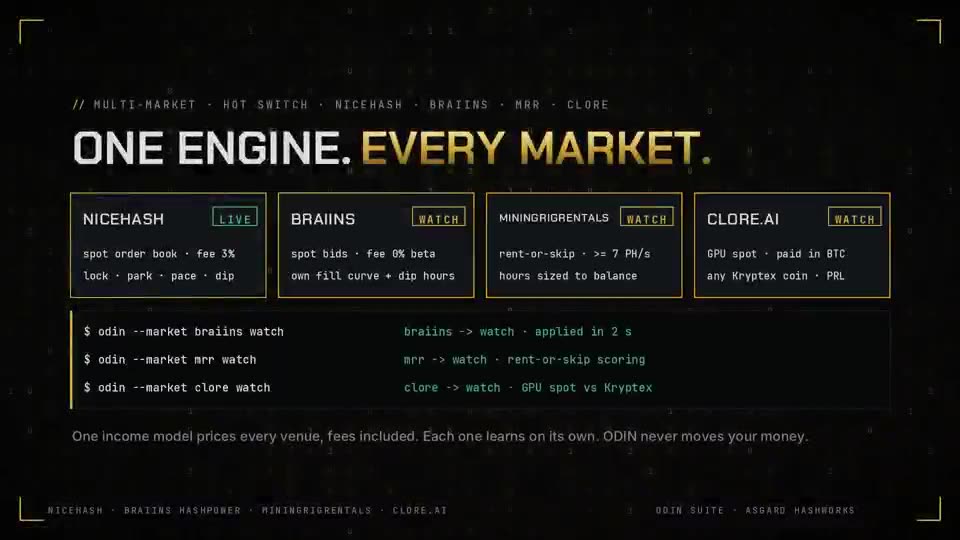 // MULTI-MARKET · HOT SWITCH · NICEHASH · BRAIINS · MRR · CLORE
ONE ENGINE. EVERY MARKET.
NICEHASH LIVE
spot order book · fee 3%
lock · park · pace · dip
BRAIINS WATCH
spot bids · fee 0% beta
own fill curve + dip hours
MININGRIGRENTALS WATCH
rent-or-skip · >= 7 PH/s
hours sized to balance
CLORE.AI WATCH
GPU spot · paid in BTC
any Kryptex coin · PRL
$ odin --market braiins watch braiins -> watch · applied in 2 s
$ odin --market mrr watch mrr -> watch · rent-or-skip scoring
$ odin --market clore watch clore -> watch · GPU spot vs Kryptex
One income model prices every venue, fees included. Each one learns on its own. ODIN never moves your money.
NICEHASH · BRAIINS HASHPOWER · MININGRIGRENTALS · CLORE.AI
ODIN SUITE · ASGARD HASHWORKS